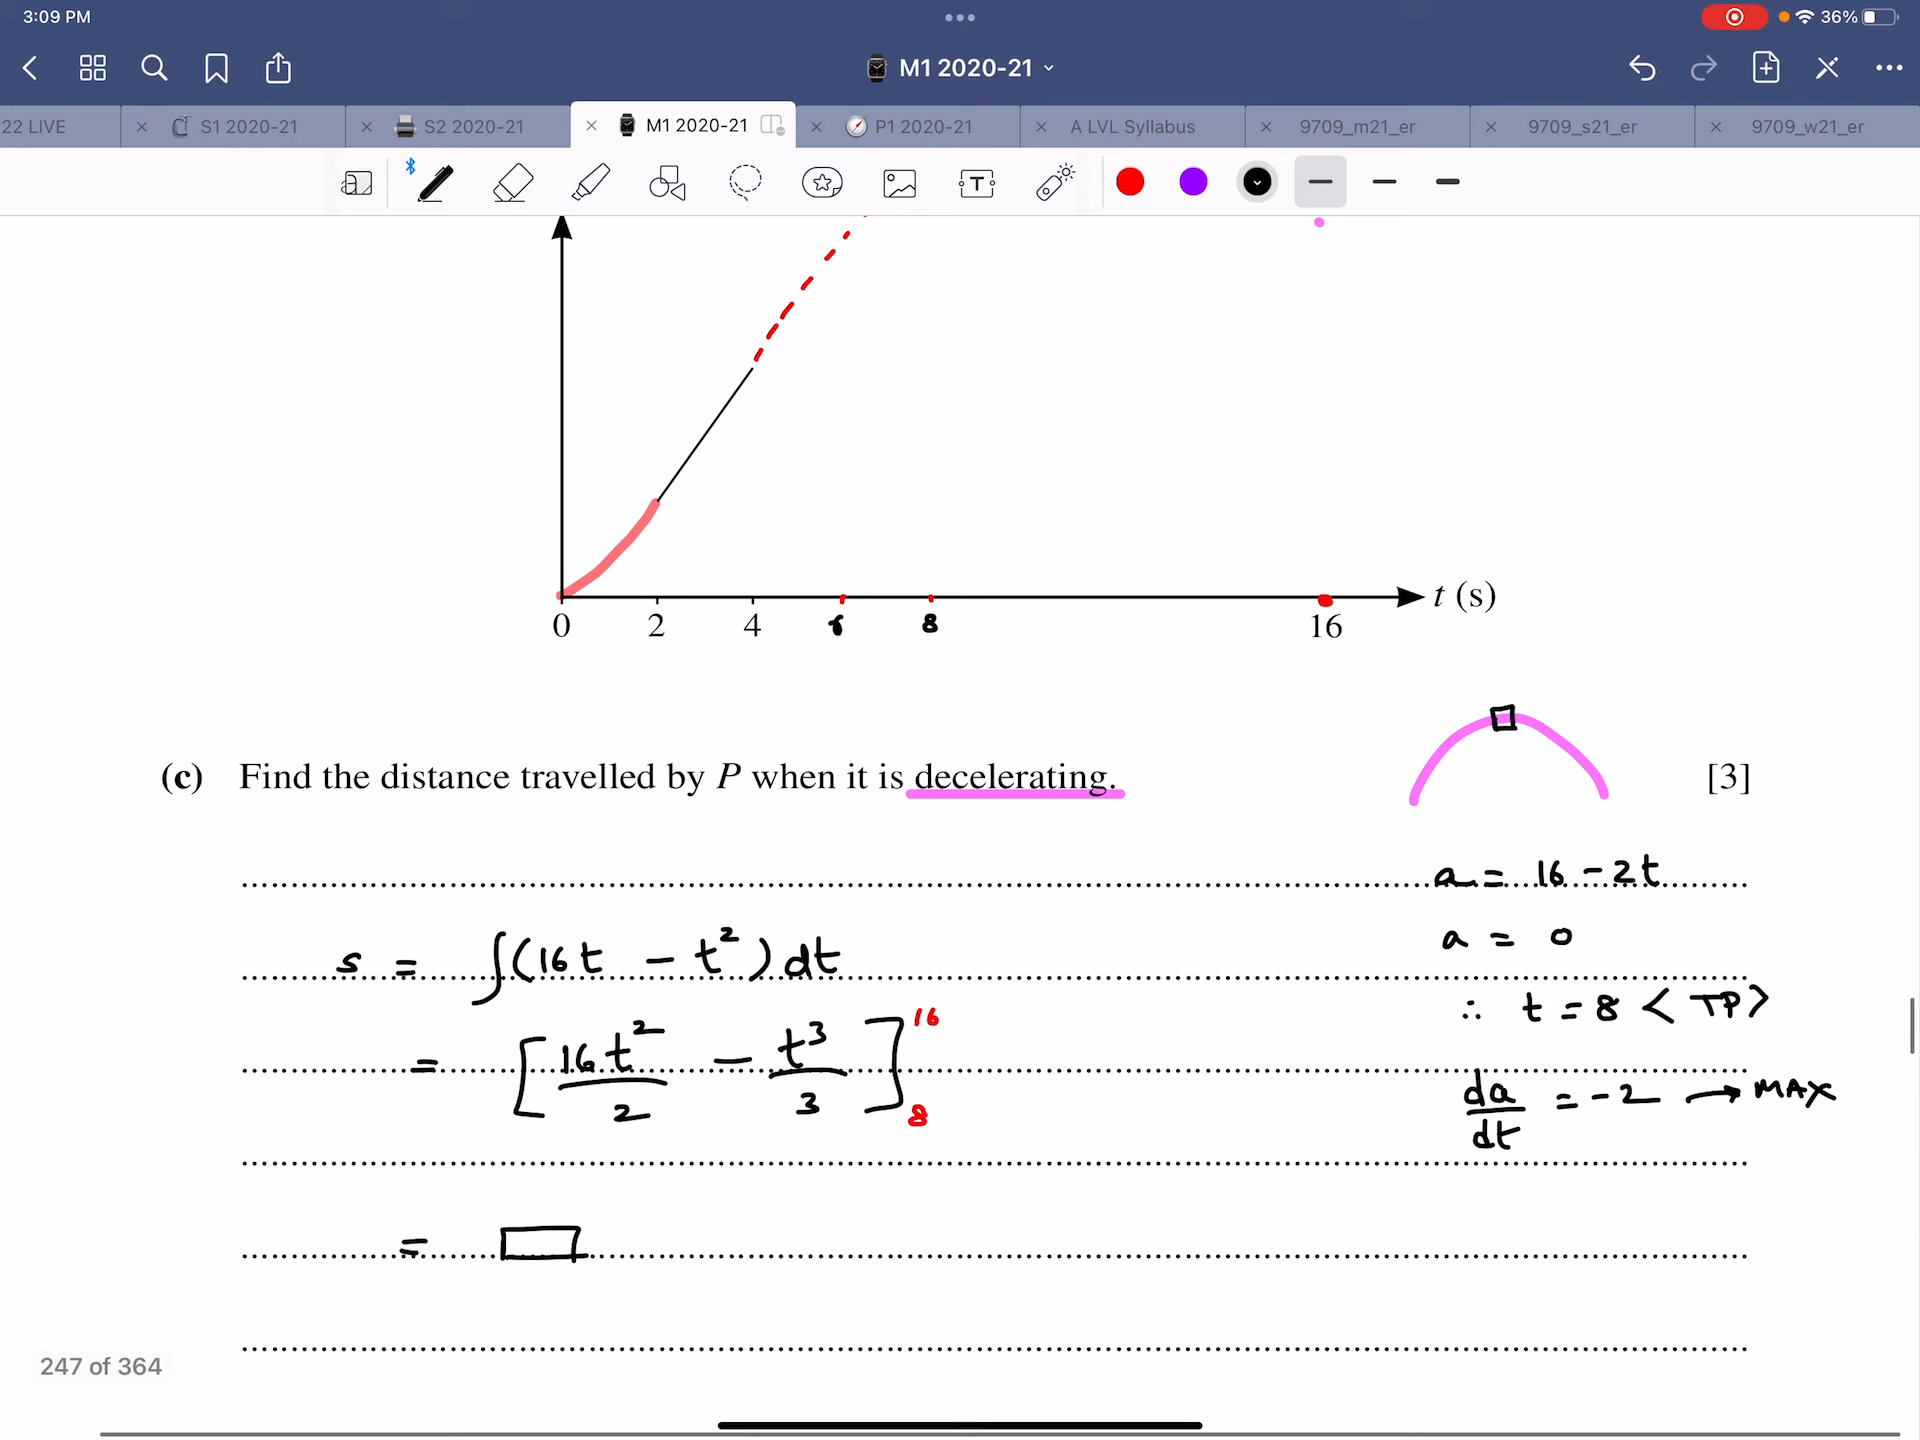 3:09 PM
36%
M1 2020-21
22 LIVE
S1 2020-21
S2 2020-21
M1 2020-21
P1 2020-21
A LVL Syllabus
9709_m21_er
9709_s21_er
9709_w21_er
t (s)
0 2 4 6 8 16
(c) Find the distance travelled by P when it is decelerating. [3]
a = 16 - 2t
s = ∫(16t - t²) dt
a = 0
∴ t = 8 < TP >
= [16t²/2 - t³/3]₈¹⁶
da/dt = -2 → MAX
= □
247 of 364